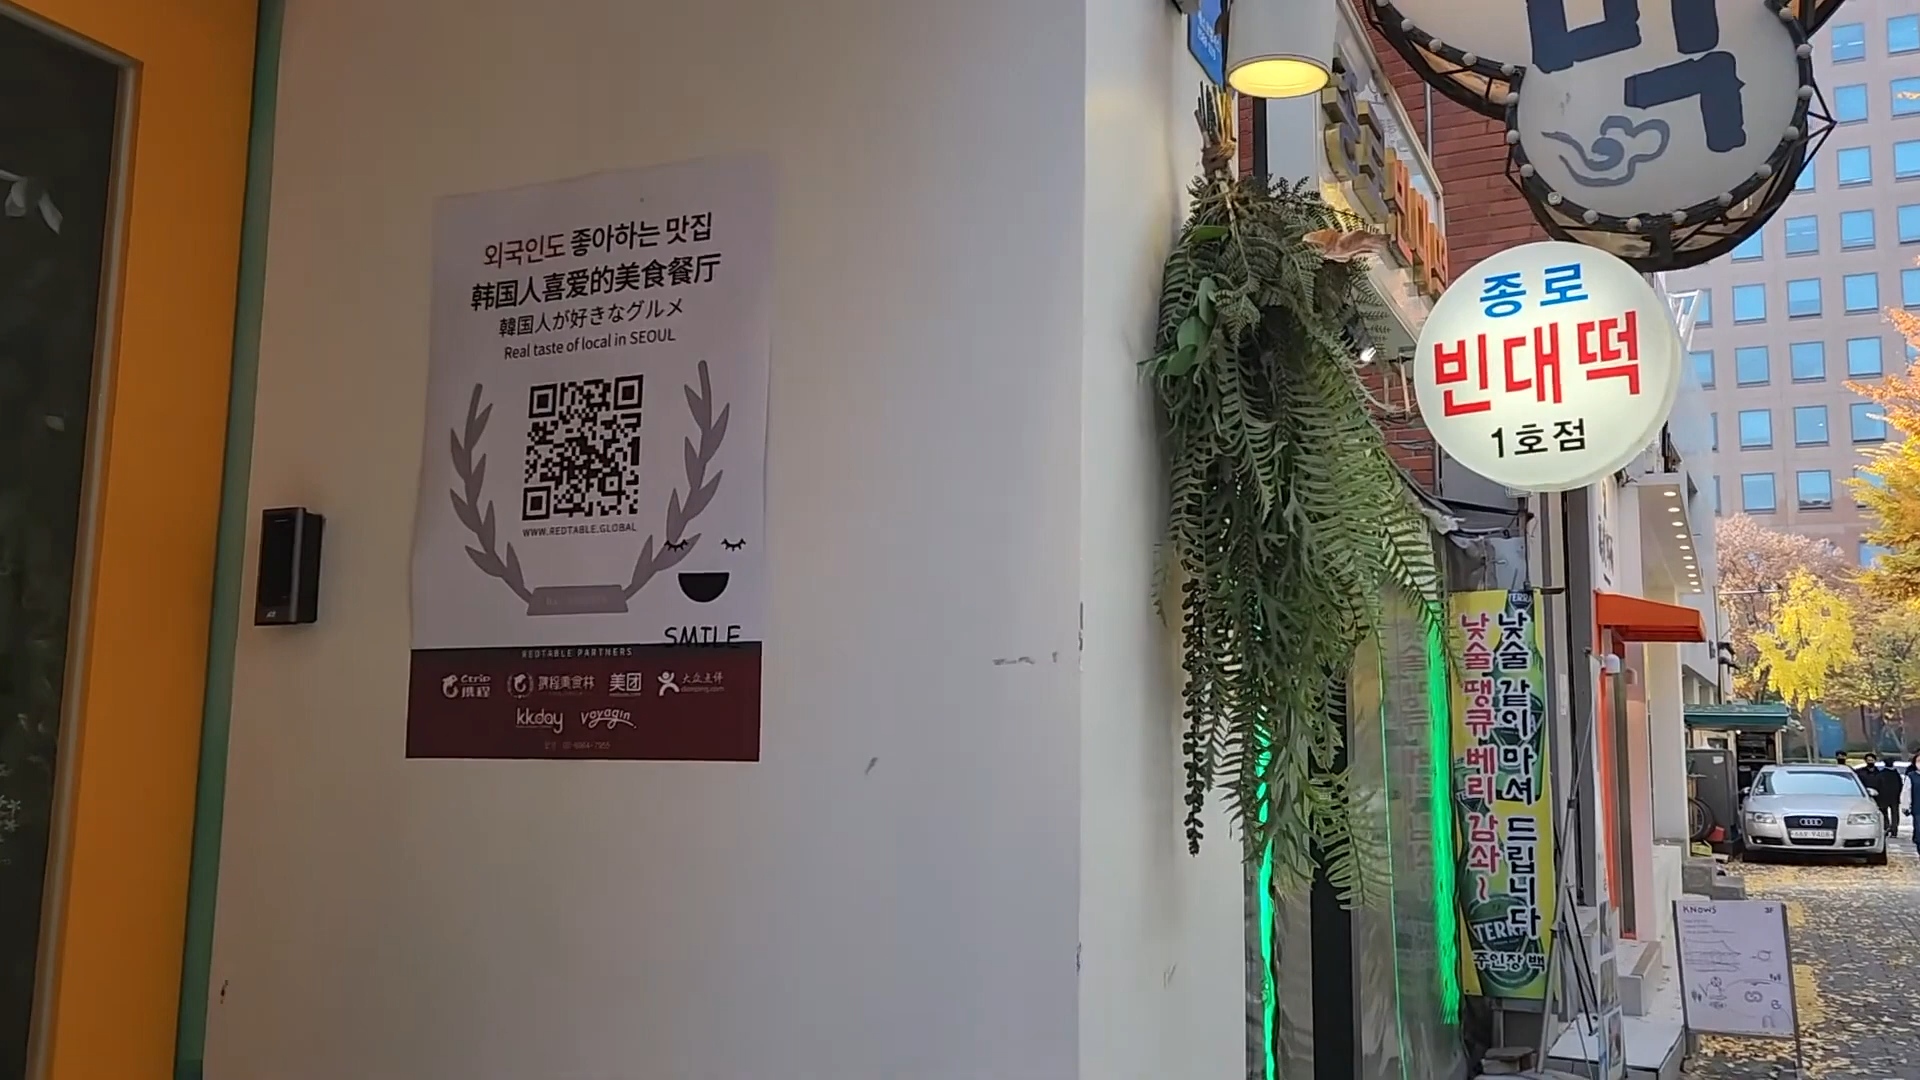 외국인도 좋아하는 맛집
韩国人喜爱的美食餐厅
韓国人が好きなグルメ
Real taste of local in SEOUL
WWW.REDTABLE.GLOBAL
SMILE
REDTABLE PARTNERS
Ctrip 携程
携程美食林
美团
大众点评
dianping.com
kkday
voyagin
막
종로
빈대떡
1호점
TERRA
낮술 같이 마셔 드립니다
낮술 땡큐베리 감솨~
TERRA
주인장 백
KNOWS
3F